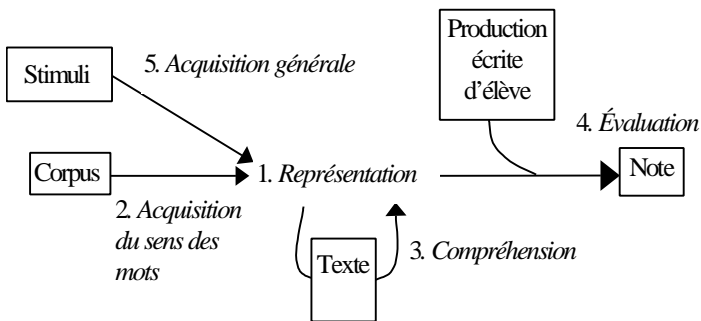 Production
écrite
d'élève
5. Acquisition générale
Stimuli
4. Évaluation
Corpus
1. Représentation
Note
2. Acquisition
du sens des
mots
Texte
3. Compréhension